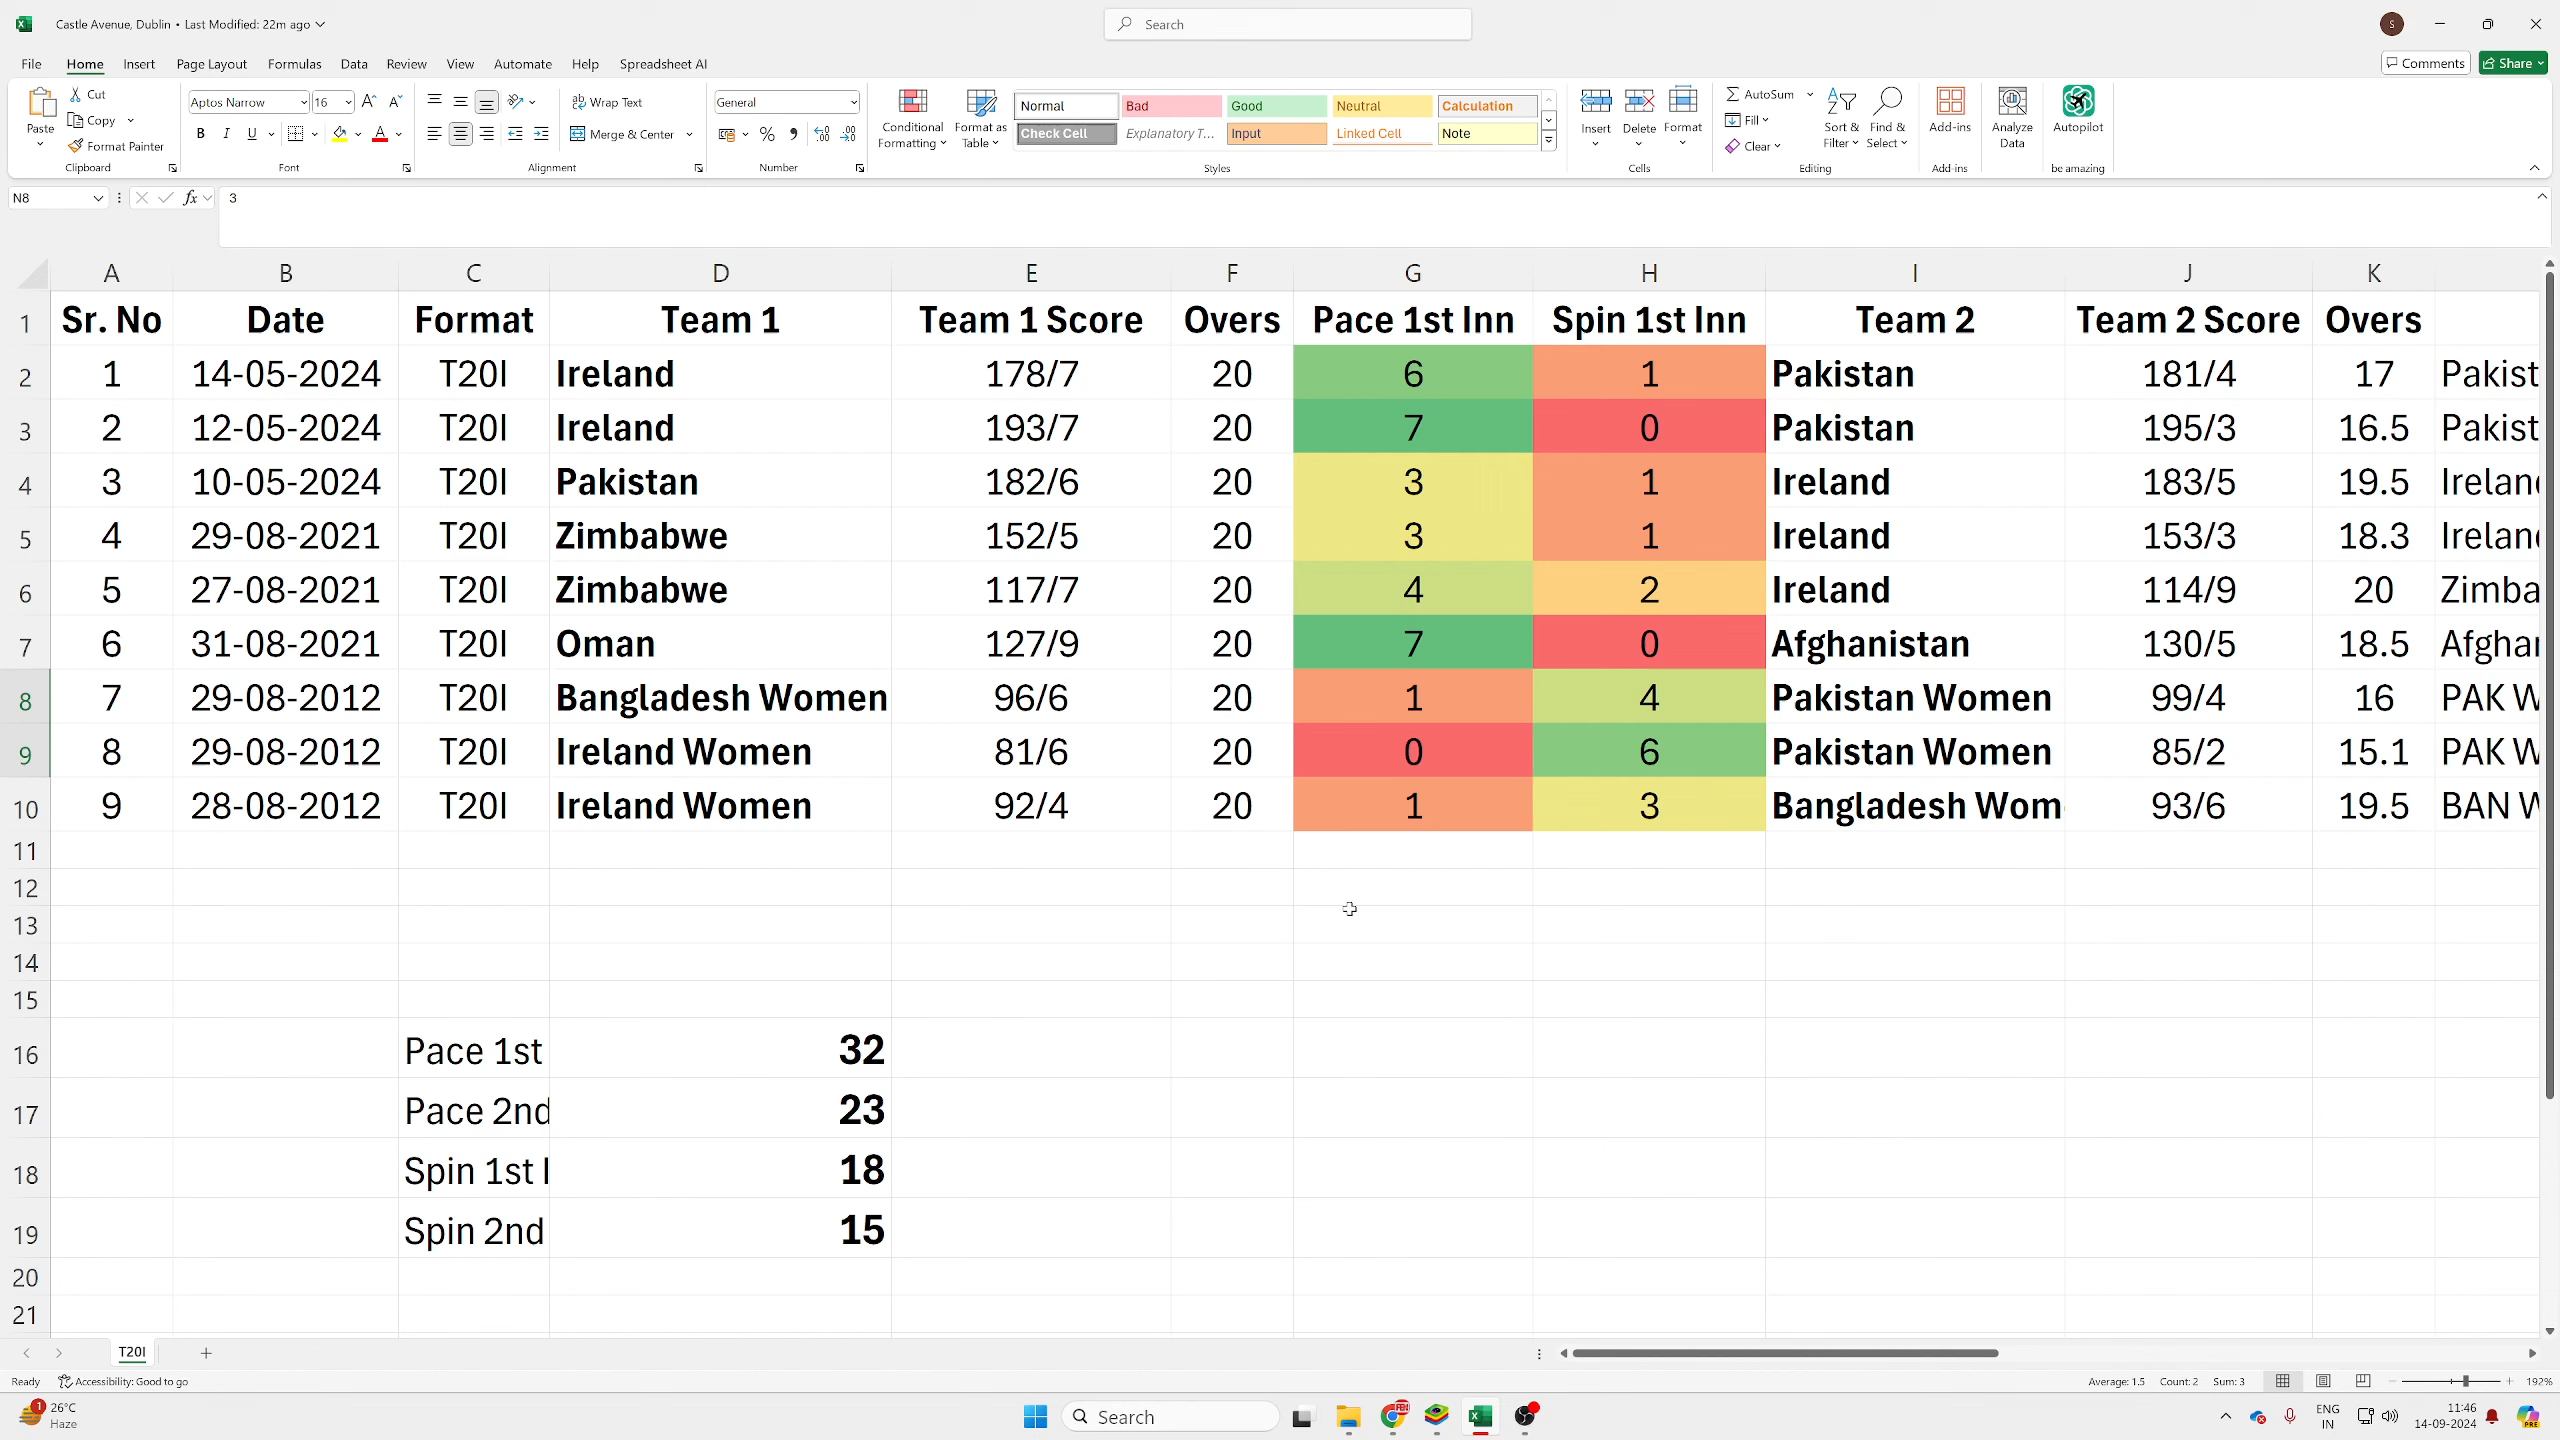 Castle Avenue, Dublin • Last Modified: 22m ago
Search
S
File Home Insert Page Layout Formulas Data Review View Automate Help Spreadsheet AI
Comments Share
Paste Cut Copy Format Painter Clipboard
Aptos Narrow 16 B I U Font
Wrap Text Merge & Center Alignment
General % Number
Conditional Formatting Format as Table
Normal Bad Good Neutral Calculation
Check Cell Explanatory T... Input Linked Cell Note
Styles
Insert Delete Format Cells
AutoSum Fill Clear Sort & Filter Find & Select Editing
Add-ins Add-ins
Analyze Data
Autopilot be amazing
N8 fx 3
A B C D E F G H I J K
1 Sr. No Date Format Team 1 Team 1 Score Overs Pace 1st Inn Spin 1st Inn Team 2 Team 2 Score Overs
2 1 14-05-2024 T20I Ireland 178/7 20 6 1 Pakistan 181/4 17 Pakist
3 2 12-05-2024 T20I Ireland 193/7 20 7 0 Pakistan 195/3 16.5 Pakist
4 3 10-05-2024 T20I Pakistan 182/6 20 3 1 Ireland 183/5 19.5 Irelan
5 4 29-08-2021 T20I Zimbabwe 152/5 20 3 1 Ireland 153/3 18.3 Irelan
6 5 27-08-2021 T20I Zimbabwe 117/7 20 4 2 Ireland 114/9 20 Zimba
7 6 31-08-2021 T20I Oman 127/9 20 7 0 Afghanistan 130/5 18.5 Afghan
8 7 29-08-2012 T20I Bangladesh Women 96/6 20 1 4 Pakistan Women 99/4 16 PAK W
9 8 29-08-2012 T20I Ireland Women 81/6 20 0 6 Pakistan Women 85/2 15.1 PAK W
10 9 28-08-2012 T20I Ireland Women 92/4 20 1 3 Bangladesh Wom 93/6 19.5 BAN W
11
12
13
14
15
16 Pace 1st 32
17 Pace 2nd 23
18 Spin 1st I 18
19 Spin 2nd 15
20
21
T20I
Ready Accessibility: Good to go Average: 1.5 Count: 2 Sum: 3 192%
1 26°C Haze
Search
ENG IN
11:46
14-09-2024
PRE